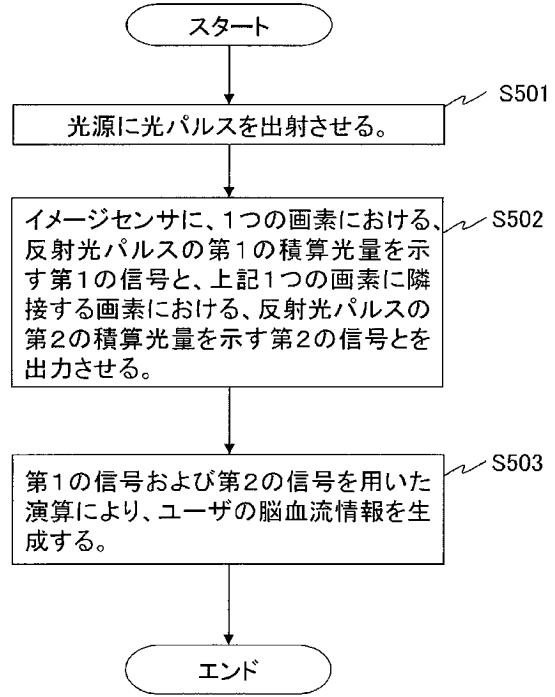 スタート
S501
光源に光パルスを出射させる。
S502
イメージセンサに、1つの画素における、
反射光パルスの第1の積算光量を示
す第1の信号と、上記1つの画素に隣
接する画素における、反射光パルスの
第2の積算光量を示す第2の信号とを
出力させる。
S503
第1の信号および第2の信号を用いた
演算により、ユーザの脳血流情報を生
成する。
エンド